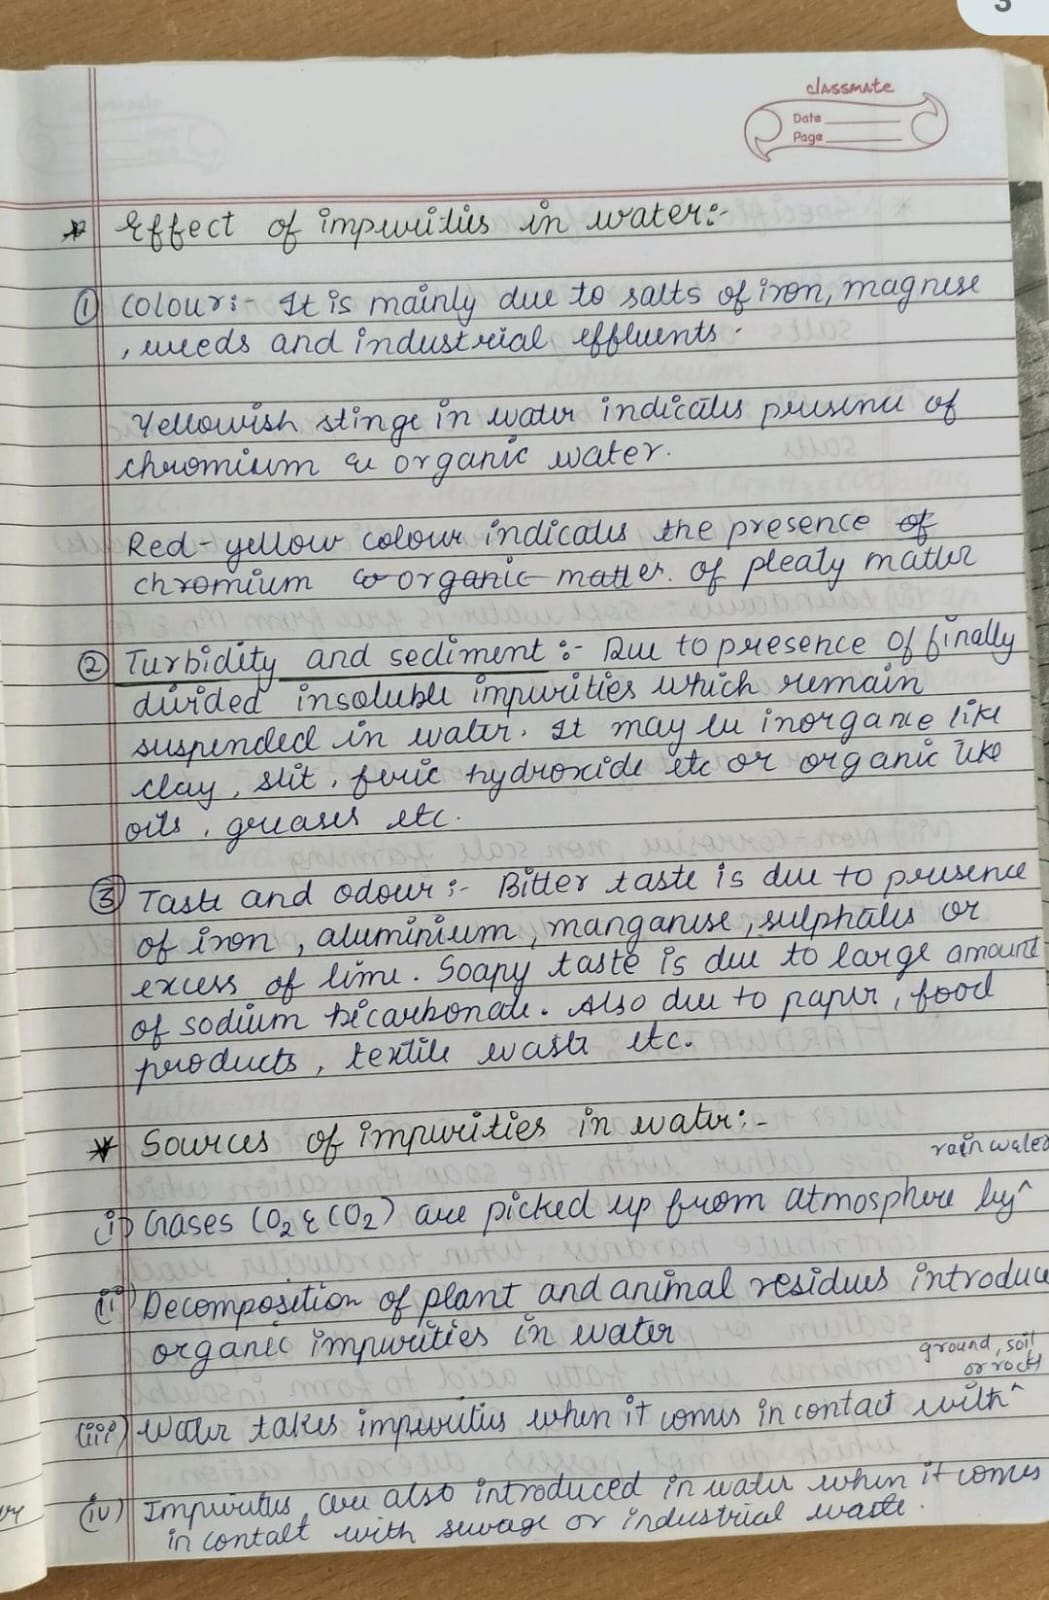 3
classmate
Date
Page
* Effect of impurities in water:-
① Colour:- It is mainly due to salts of iron, magnese
, weeds and industrial effluents.
Yellowish stinge in water indicates presence of
chromium & organic water.
Red-yellow colour indicates the presence of
chromium & organic matter. of pleaty matter
② Turbidity and sediment :- Due to presence of finally
divided insoluble impurities which remain
suspended in water. It may be inorganic like
clay, slit, feric hydroxide etc or organic like
oils, greases etc.
③ Taste and odour:- Bitter taste is due to presence
of iron, aluminium, manganese, sulphates or
excess of lime. Soapy taste is due to large amount
of sodium bicarbonate. Also due to paper, food
products, textile waste etc.
* Sources of impurities in water:-
rain water
(i) Gases (O2 & CO2) are picked up from atmosphere by^
(ii) Decomposition of plant and animal residues introduce
organic impurities in water
ground, soil
or rocks
(iii) Water takes impurities when it comes in contact with^
(iv) Impurites are also introduced in water when it comes
in contalt with sewage or industrial waste.